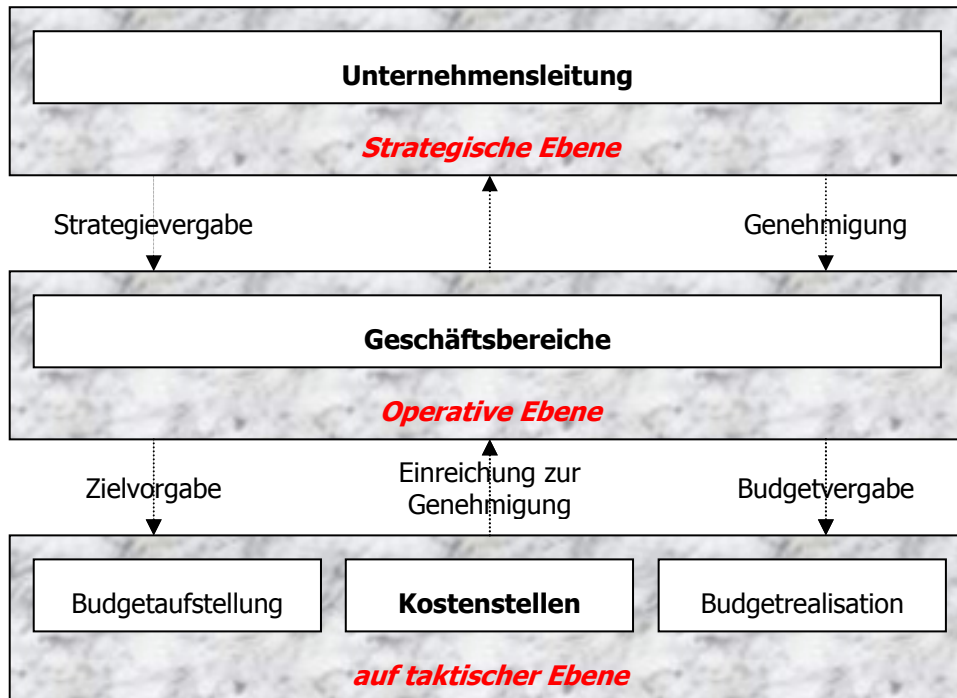 Unternehmensleitung
Strategische Ebene
Strategievergabe
Genehmigung
Geschäftsbereiche
Operative Ebene
Zielvorgabe
Einreichung zur
Genehmigung
Budgetvergabe
Budgetaufstellung
Kostenstellen
Budgetrealisation
auf taktischer Ebene